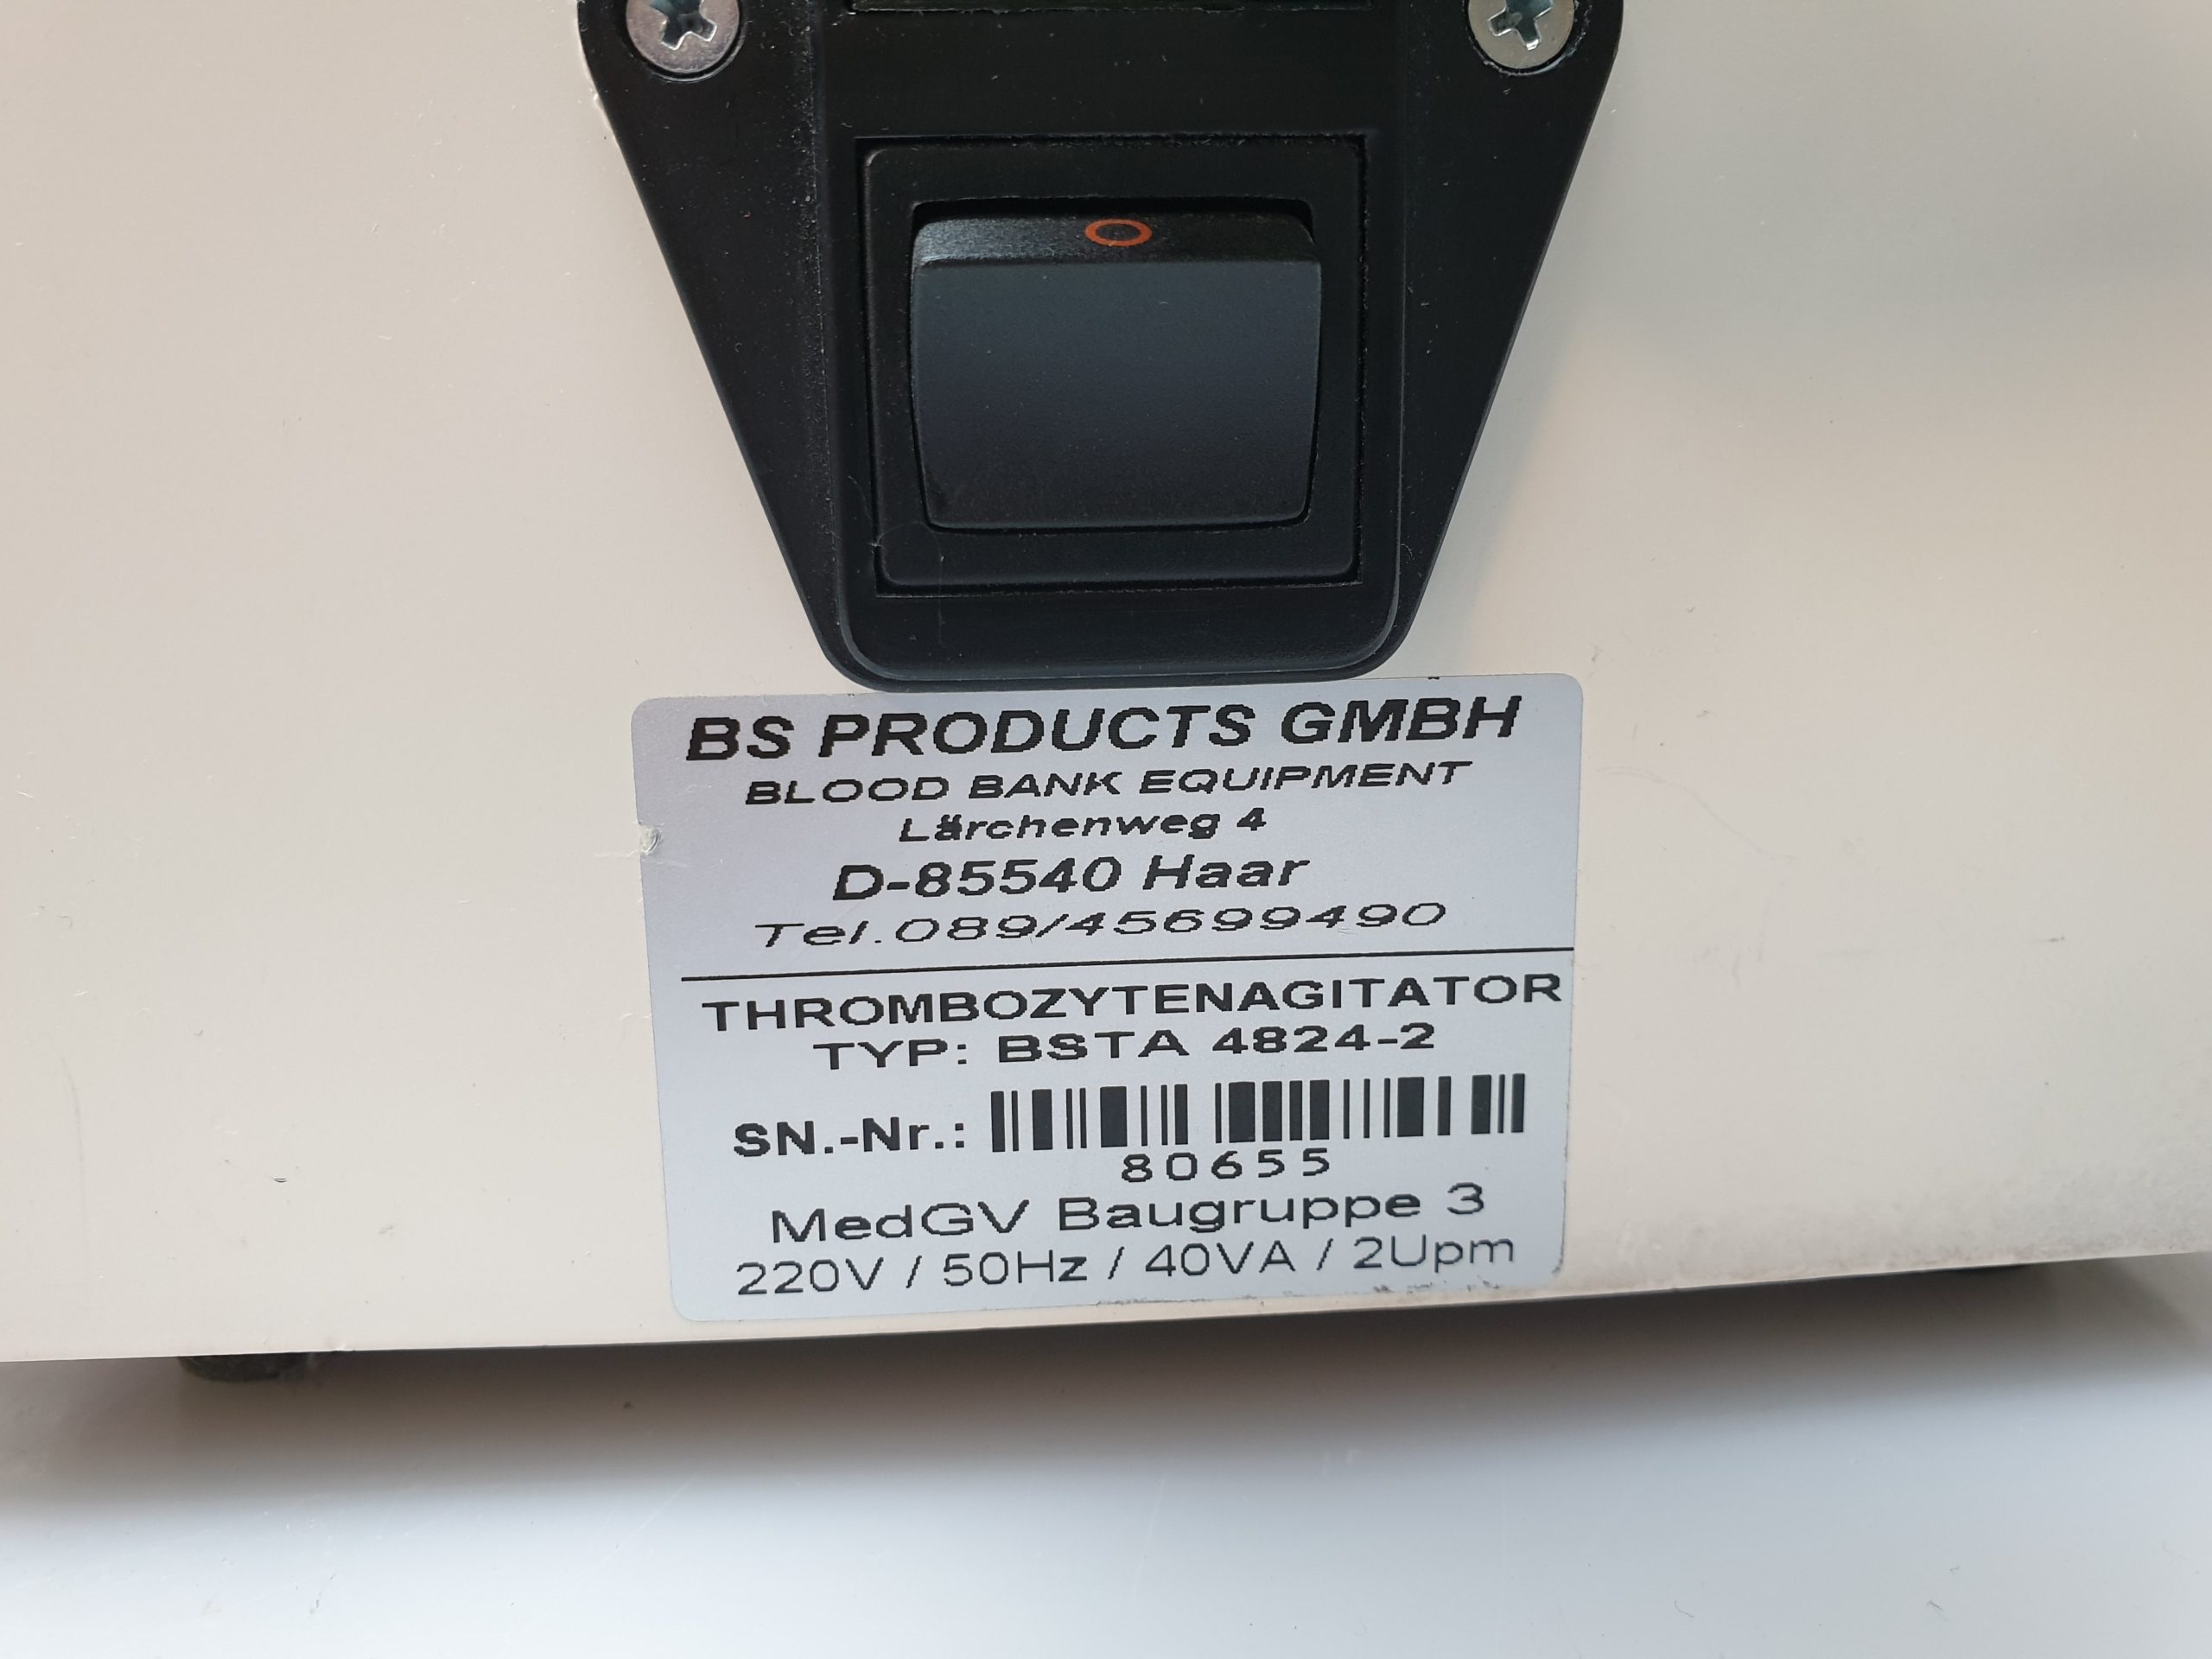 BS PRODUCTS GMBH
BLOOD BANK EQUIPMENT
Lärchenweg 4
D-85540 Haar
Tel.089/45699490
THROMBOZYTENAGITATOR
TYP: BSTA 4824-2
SN.-Nr.:
80655
MedGV Baugruppe 3
220V / 50Hz / 40VA / 2Upm